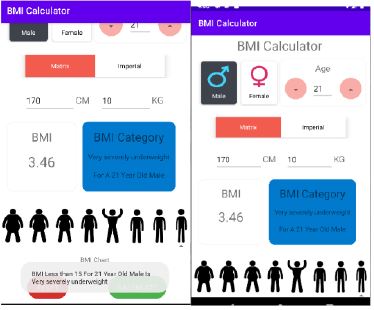 BMI Calculator
Male
Female
21
Matrix
Imperial
170 CM 10 KG
BMI
3.46
BMI Category
Very severely underweight
For A 21 Year Old Male
BMI Chart
BMI Less than 15 For 21 Year Old Male Is
Very severely underweight
BMI Calculator
BMI Calculator
Male
Female
Age
21
Matrix
Imperial
170 CM 10 KG
BMI
3.46
BMI Category
Very severely underweight
For A 21 Year Old Male